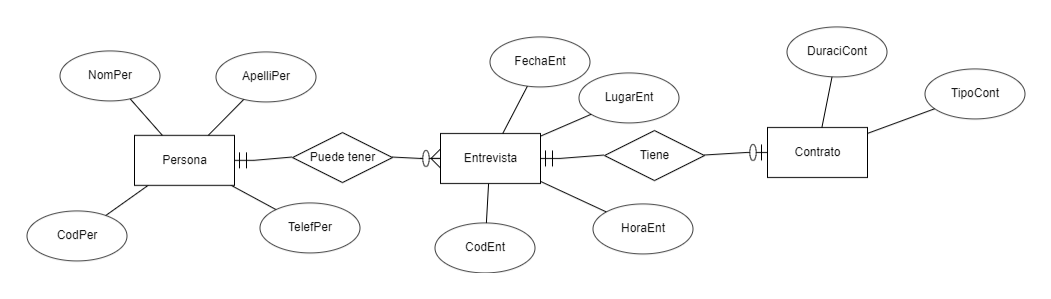 NomPer
ApelliPer
Persona
CodPer
TelefPer
Puede tener
FechaEnt
LugarEnt
Entrevista
CodEnt
HoraEnt
Tiene
DuraciCont
TipoCont
Contrato